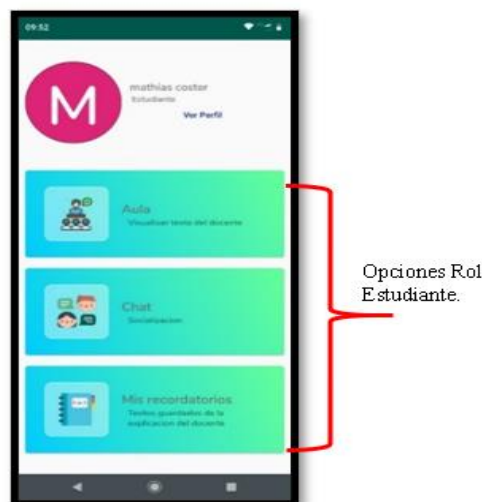 09:52
M
mathias costor
Estudiante
Ver Perfil
Aula
Visualizar texto del docente
Chat
Socializacion
Mis recordatorios
Textos guardados de la
explicacion del docente
Opciones Rol
Estudiante.